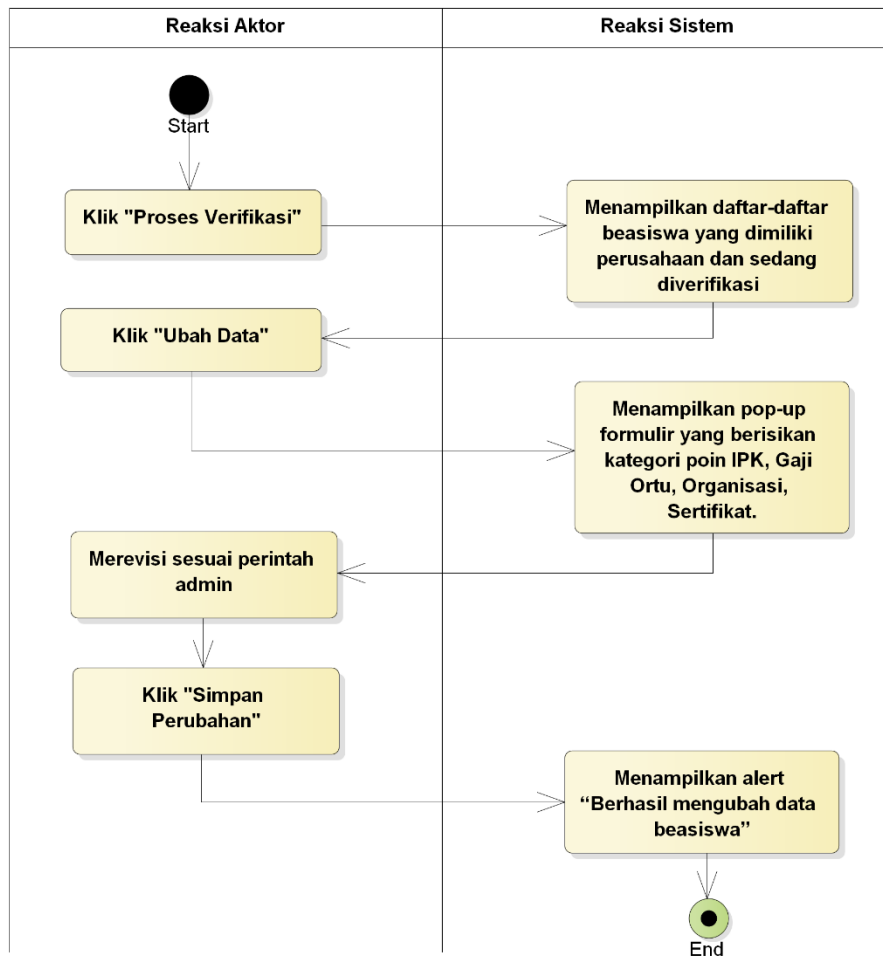 Reaksi Aktor
Reaksi Sistem
Start
Klik "Proses Verifikasi"
Menampilkan daftar-daftar
beasiswa yang dimiliki
perusahaan dan sedang
diverifikasi
Klik "Ubah Data"
Menampilkan pop-up
formulir yang berisikan
kategori poin IPK, Gaji
Ortu, Organisasi,
Sertifikat.
Merevisi sesuai perintah
admin
Klik "Simpan
Perubahan"
Menampilkan alert
“Berhasil mengubah data
beasiswa”
End